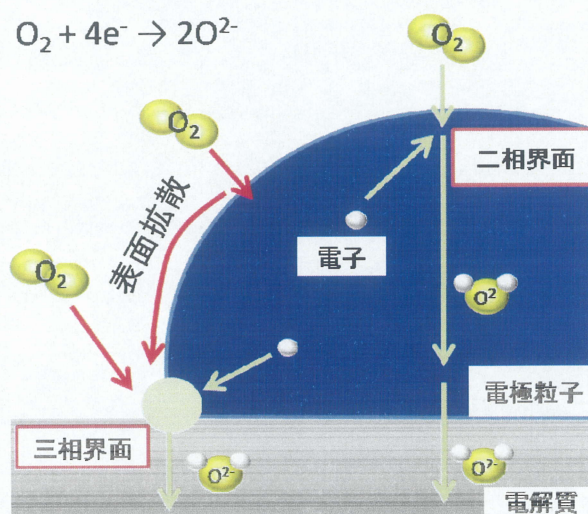 O₂ + 4e⁻ → 2O²⁻
O₂
O₂
二相界面
表面拡散
電子
O₂
O²
電極粒子
三相界面
O²⁻
O²⁻
電解質